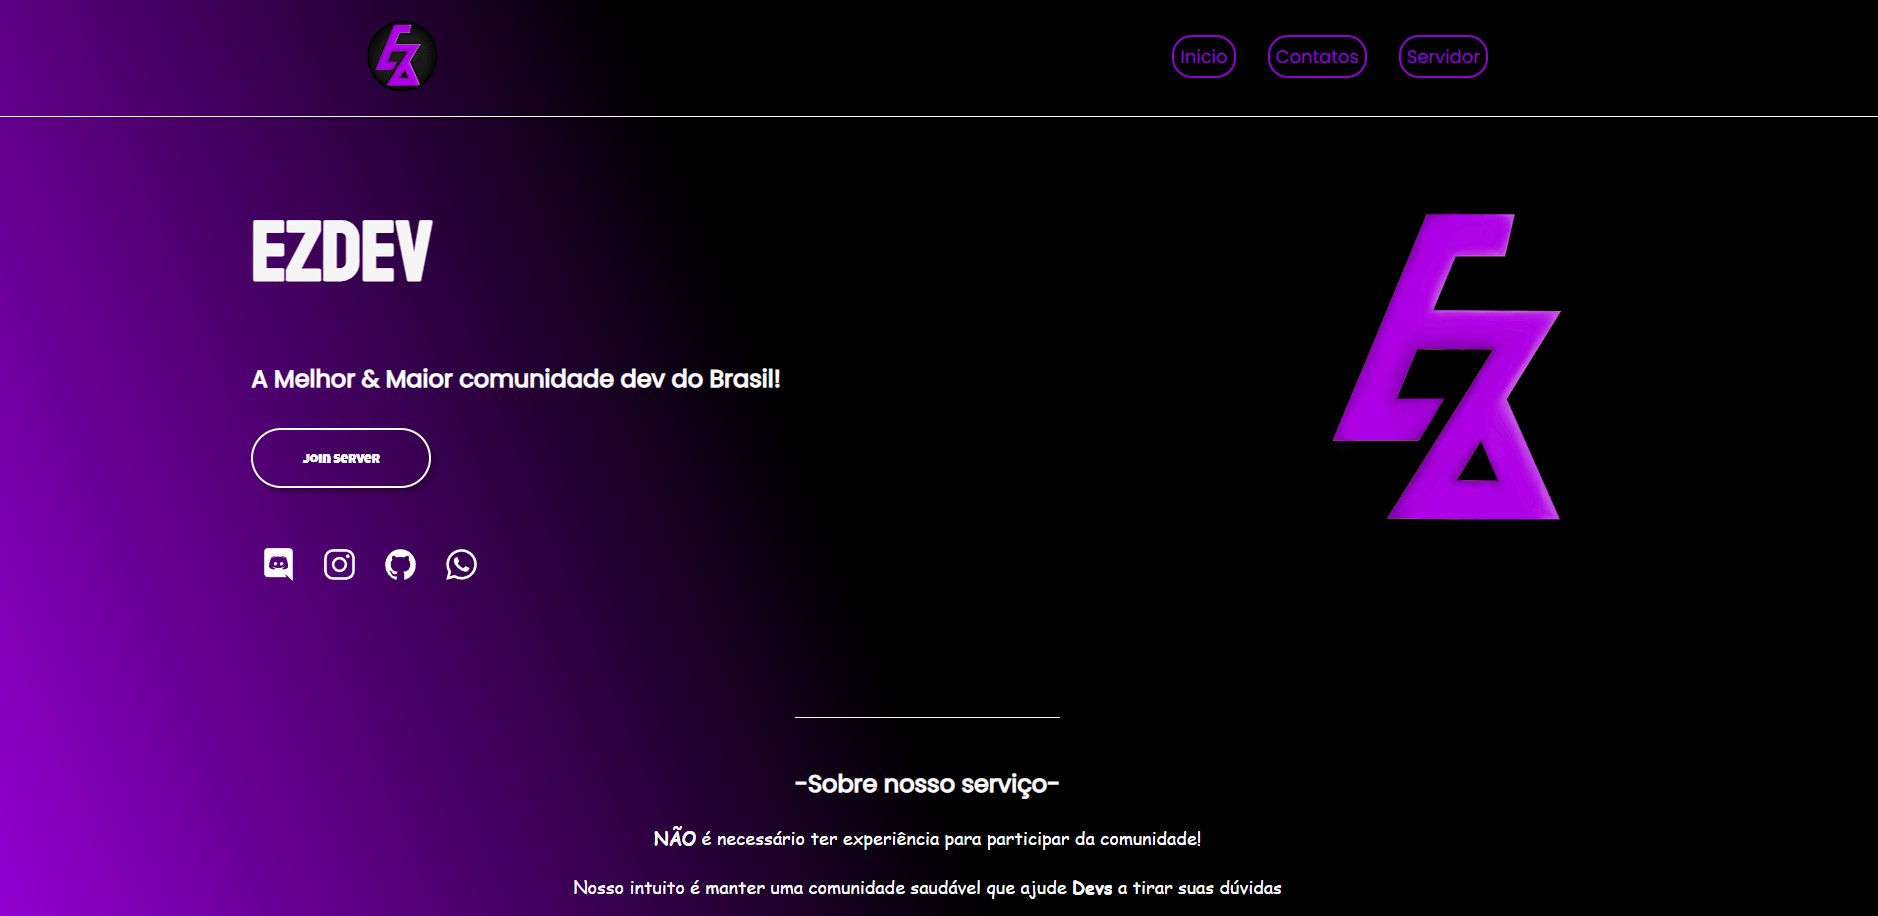 Inicio Contatos Servidor
EZDEV
A Melhor & Maior comunidade dev do Brasil!
Join Server
-Sobre nosso serviço-
NÃO é necessário ter experiência para participar da comunidade!
Nosso intuito é manter uma comunidade saudável que ajude Devs a tirar suas dúvidas